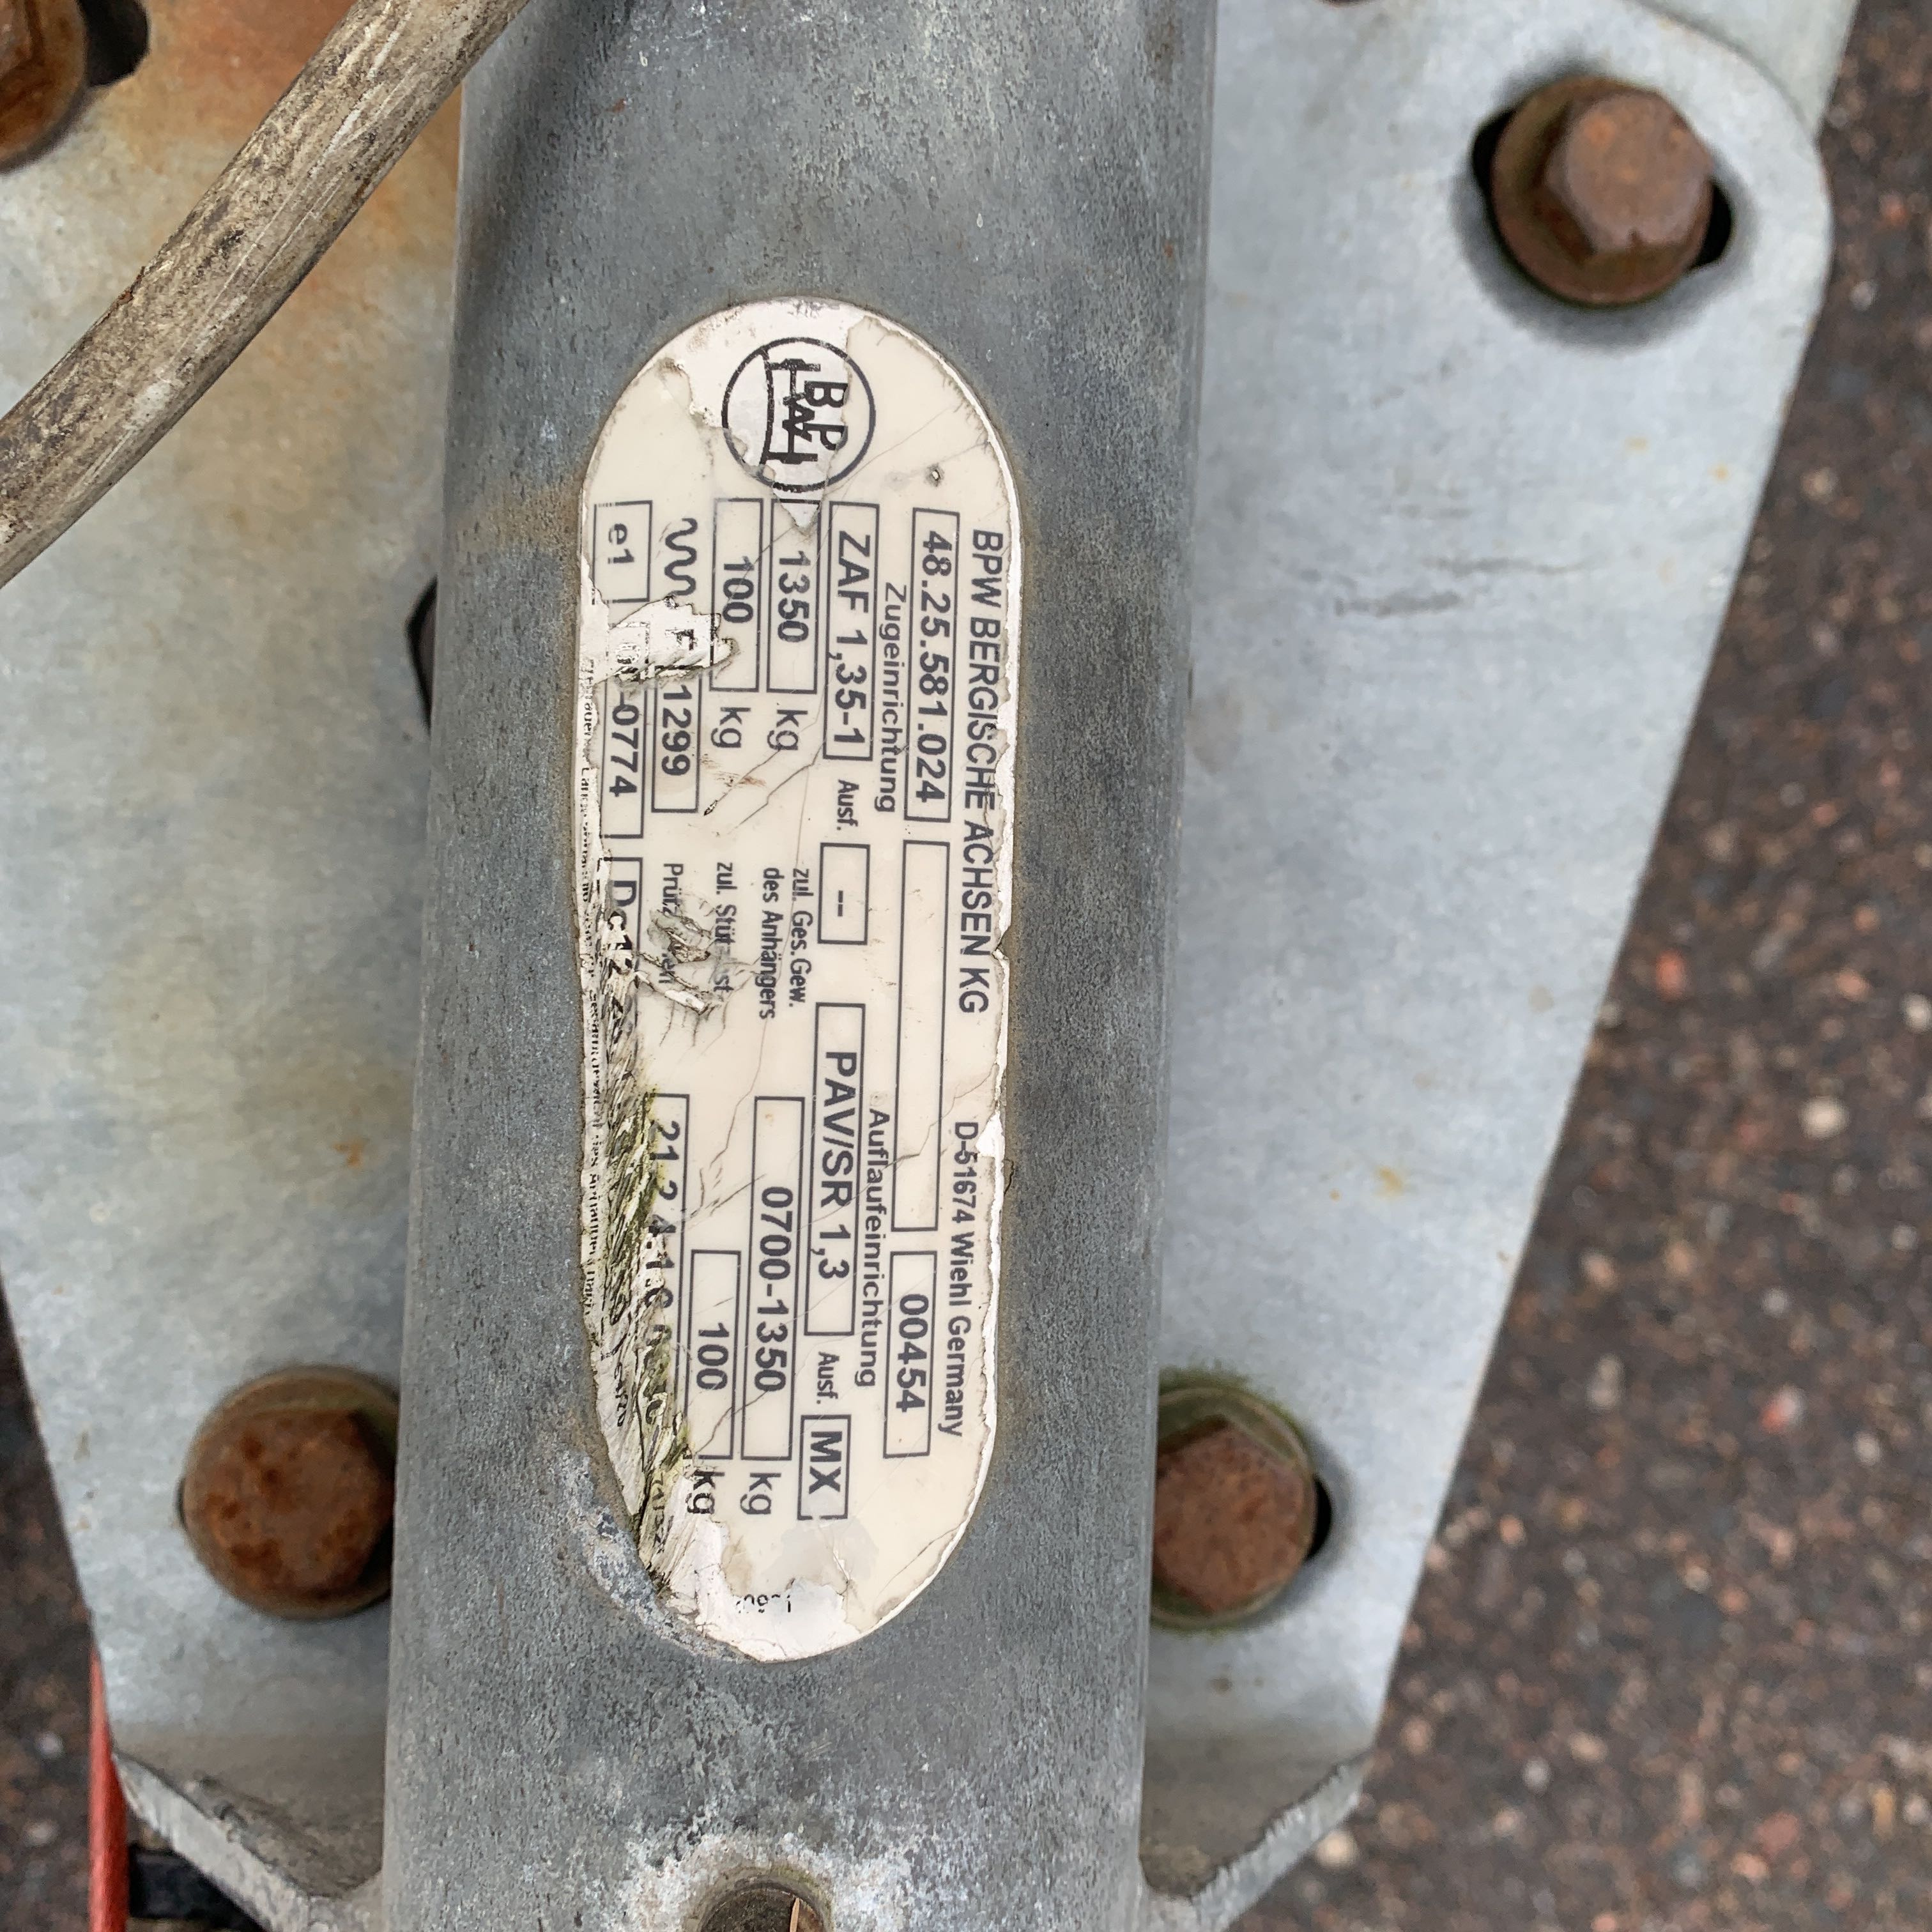 BPW
BPW BERGISCHE ACHSEN KG D-51674 Wiehl Germany
48.25.581.024 00454
Zugeinrichtung Auflaufeinrichtung
ZAF 1,35-1 Ausf. -- PAV/SR 1,3 Ausf. MX
1350 kg zul. Ges.Gew. des Anhängers 0700-1350 kg
100 kg zul. 100 kg
F 1299
e1 -0774